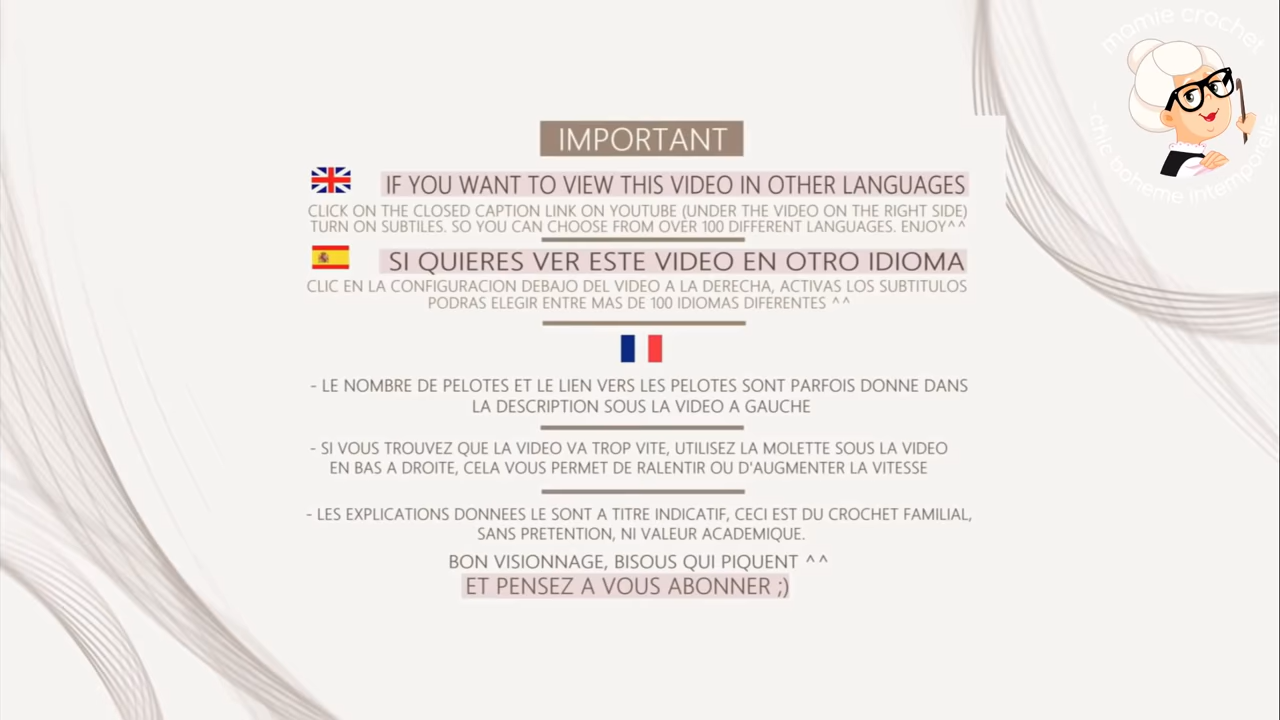 mamie crochet
- chic boheme intemporelle -
IMPORTANT
IF YOU WANT TO VIEW THIS VIDEO IN OTHER LANGUAGES
CLICK ON THE CLOSED CAPTION LINK ON YOUTUBE (UNDER THE VIDEO ON THE RIGHT SIDE)
TURN ON SUBTILES. SO YOU CAN CHOOSE FROM OVER 100 DIFFERENT LANGUAGES. ENJOY^^
SI QUIERES VER ESTE VIDEO EN OTRO IDIOMA
CLIC EN LA CONFIGURACION DEBAJO DEL VIDEO A LA DERECHA, ACTIVAS LOS SUBTITULOS
PODRAS ELEGIR ENTRE MAS DE 100 IDIOMAS DIFERENTES ^^
- LE NOMBRE DE PELOTES ET LE LIEN VERS LES PELOTES SONT PARFOIS DONNE DANS
LA DESCRIPTION SOUS LA VIDEO A GAUCHE
- SI VOUS TROUVEZ QUE LA VIDEO VA TROP VITE, UTILISEZ LA MOLETTE SOUS LA VIDEO
EN BAS A DROITE, CELA VOUS PERMET DE RALENTIR OU D'AUGMENTER LA VITESSE
- LES EXPLICATIONS DONNEES LE SONT A TITRE INDICATIF, CECI EST DU CROCHET FAMILIAL,
SANS PRETENTION, NI VALEUR ACADEMIQUE.
BON VISIONNAGE, BISOUS QUI PIQUENT ^^
ET PENSEZ A VOUS ABONNER ;)